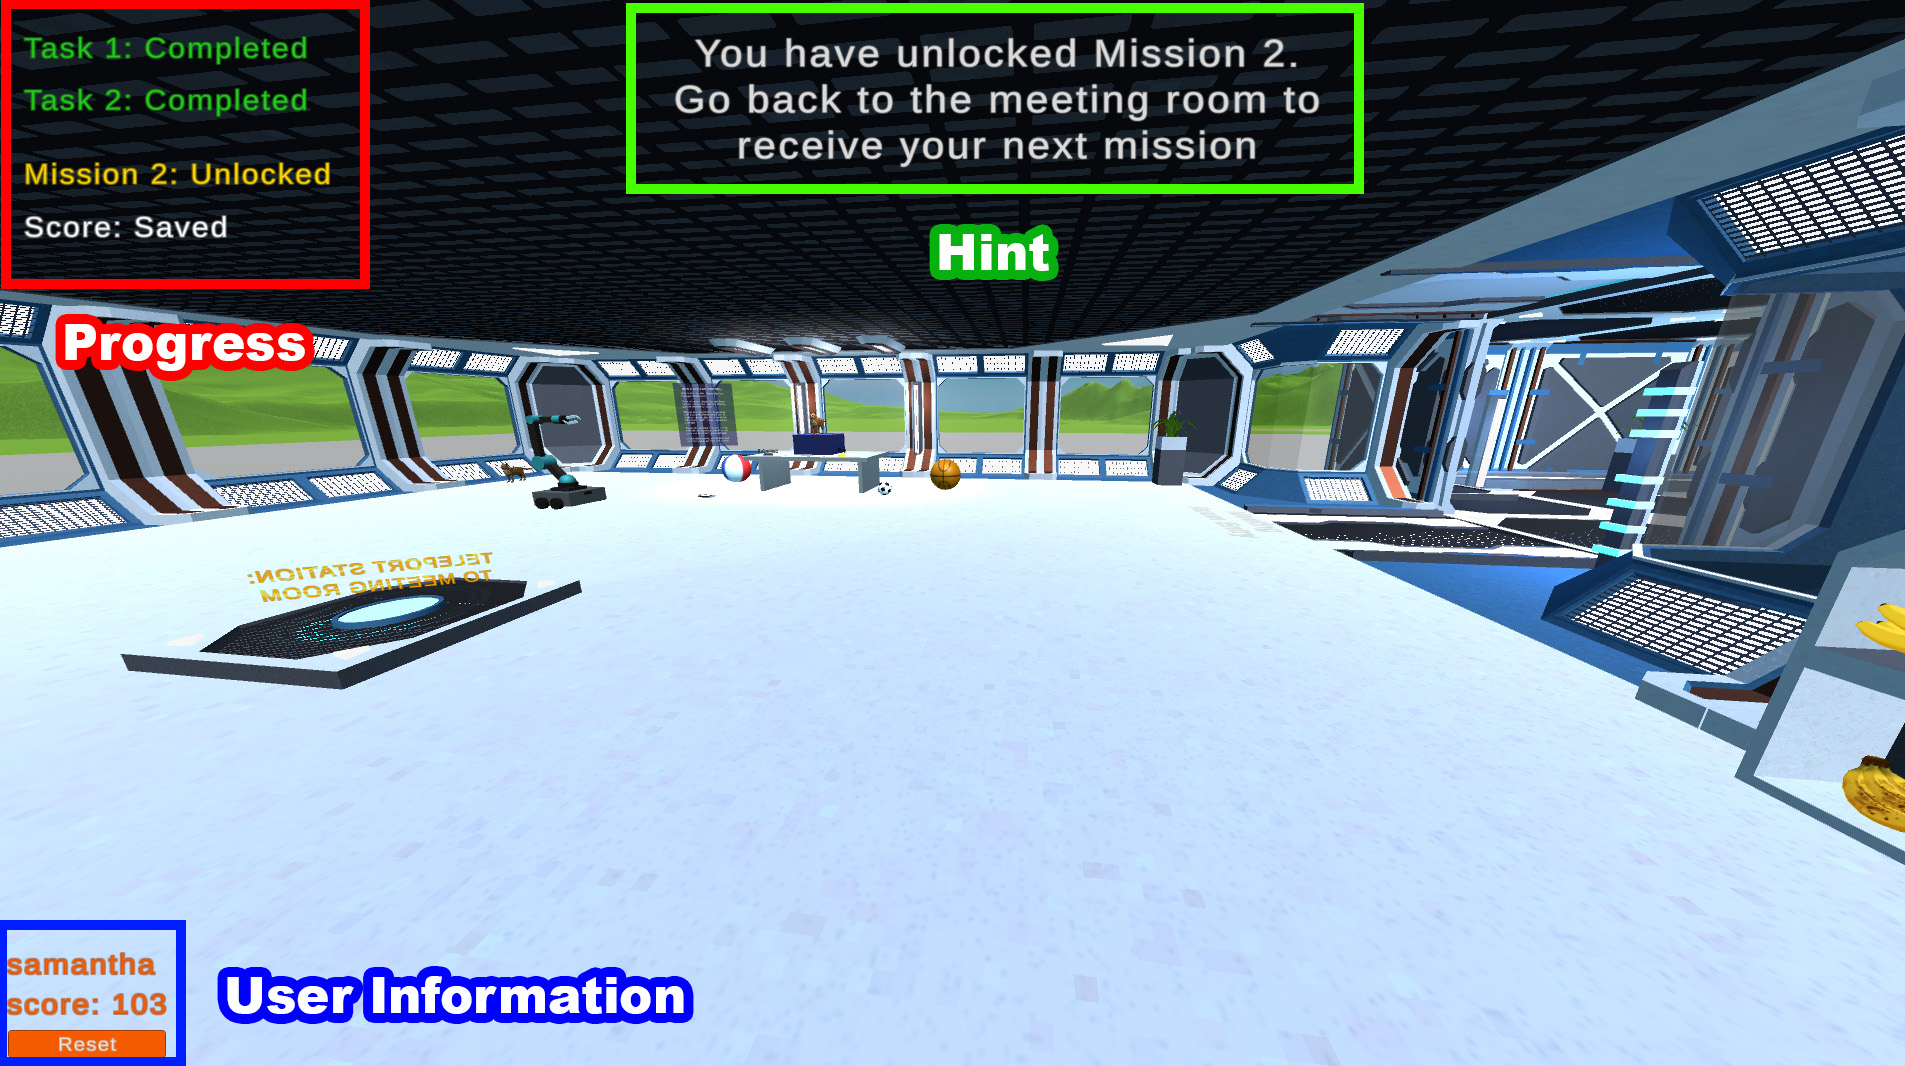 Task 1: Completed
Task 2: Completed
Mission 2: Unlocked
Score: Saved
Progress
You have unlocked Mission 2.
Go back to the meeting room to
receive your next mission
Hint
TELEPORT STATION:
TO MEETING ROOM
samantha
score: 103
Reset
User Information